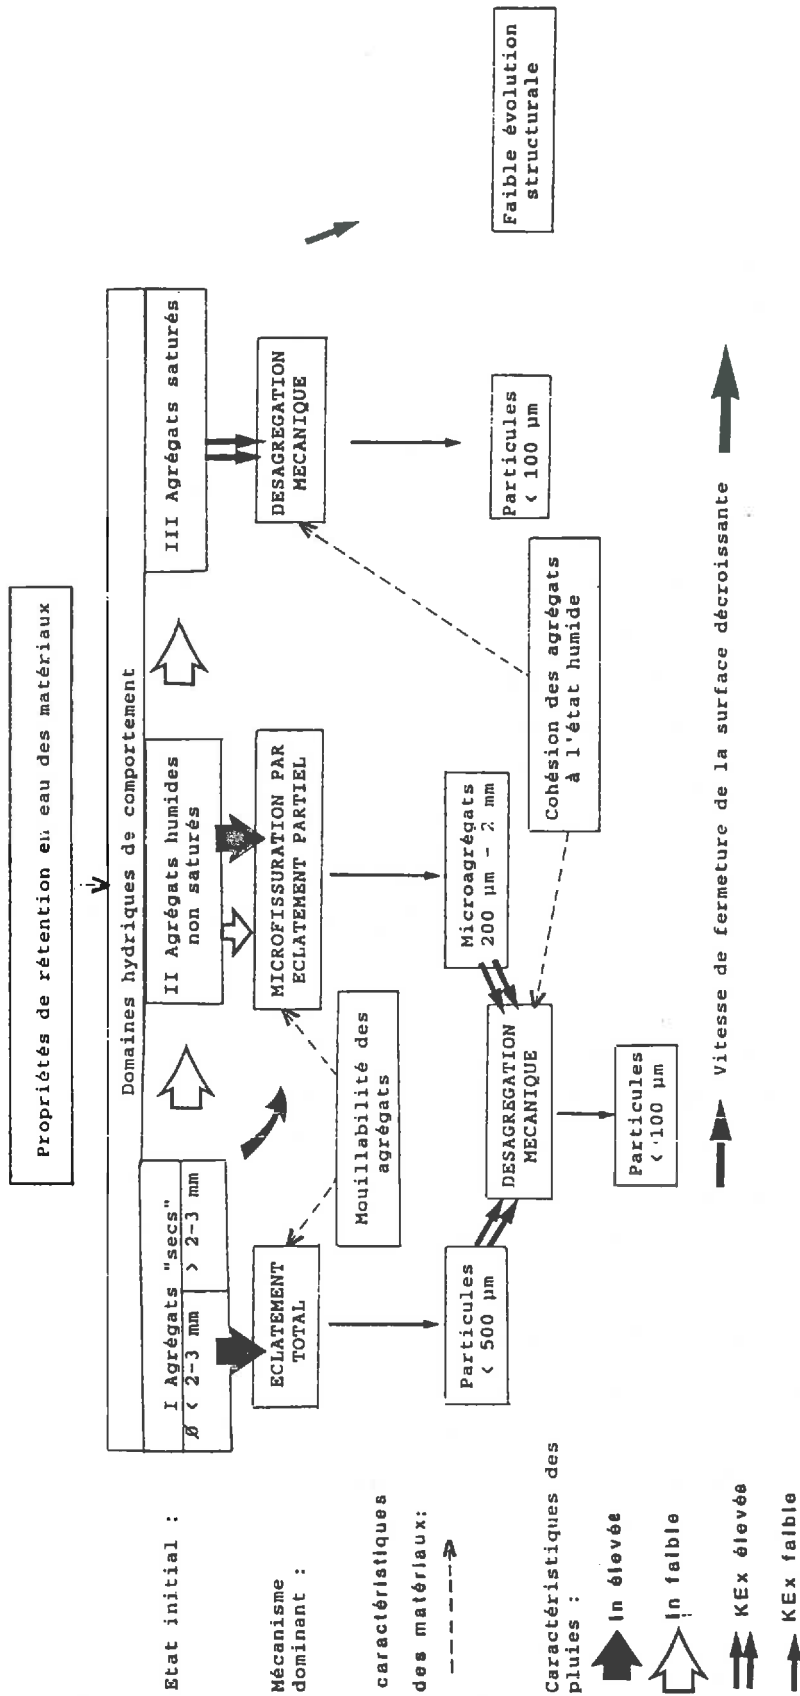 Propriétés de rétention en eau des matériaux
Domaines hydriques de comportement
Etat initial :
I Agrégats "secs"
Ø < 2-3 mm
> 2-3 mm
II Agrégats humides
non saturés
III Agrégats saturés
Mécanisme
dominant :
ECLATEMENT
TOTAL
MICROFISSURATION PAR
ECLATEMENT PARTIEL
DESAGREGATION
MECANIQUE
caractéristiques
des matériaux:
Mouillabilité des
agrégats
Particules
< 500 µm
Microagrégats
200 µm - 2 mm
Particules
< 100 µm
Faible évolution
structurale
DESAGREGATION
MECANIQUE
Cohésion des agrégats
à l'état humide
Particules
< 100 µm
Caractéristiques des
pluies :
In élevée
In faible
KEx élevée
KEx faible
Vitesse de fermeture de la surface décroissante